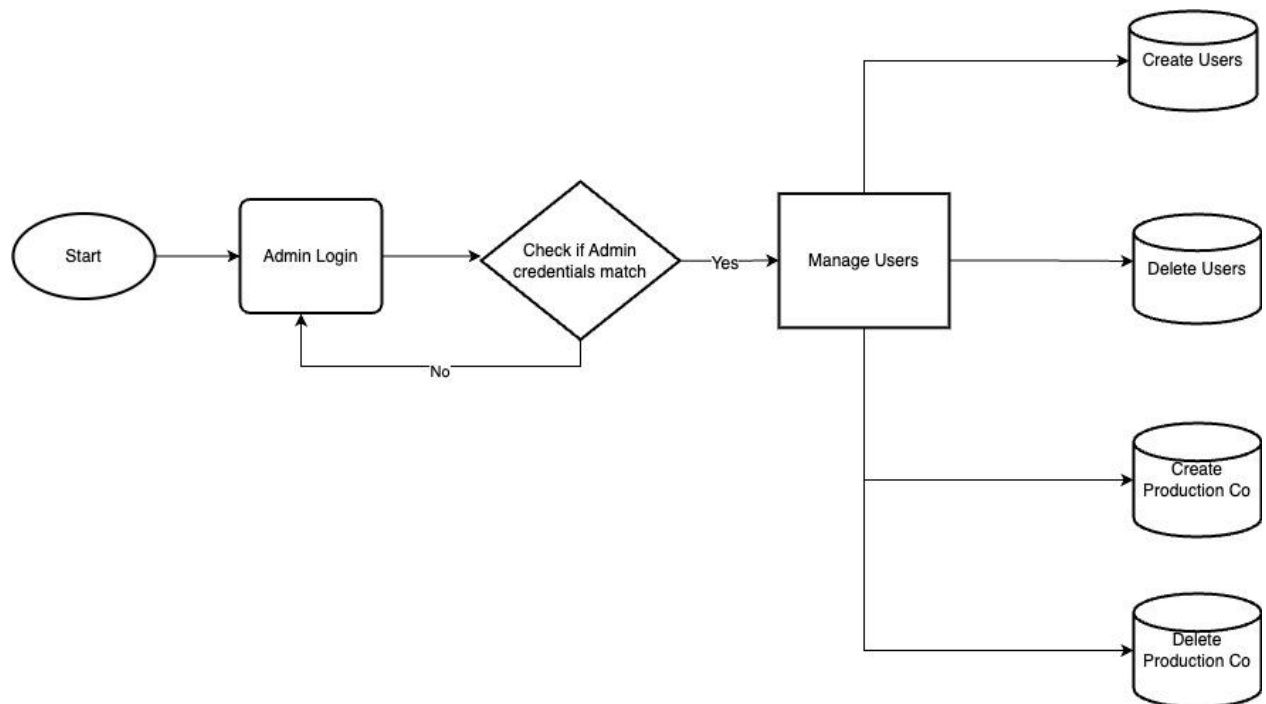 Create Users
Start
Admin Login
Check if Admin
credentials match
Yes
Manage Users
Delete Users
No
Create
Production Co
Delete
Production Co